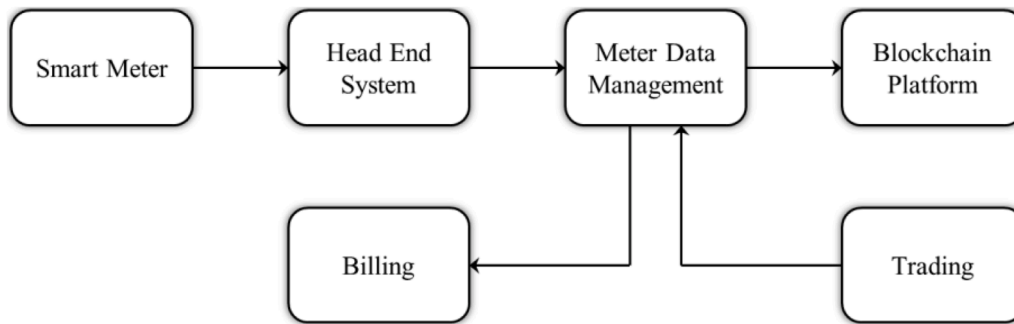 Smart Meter
Head End
System
Meter Data
Management
Blockchain
Platform
Billing
Trading